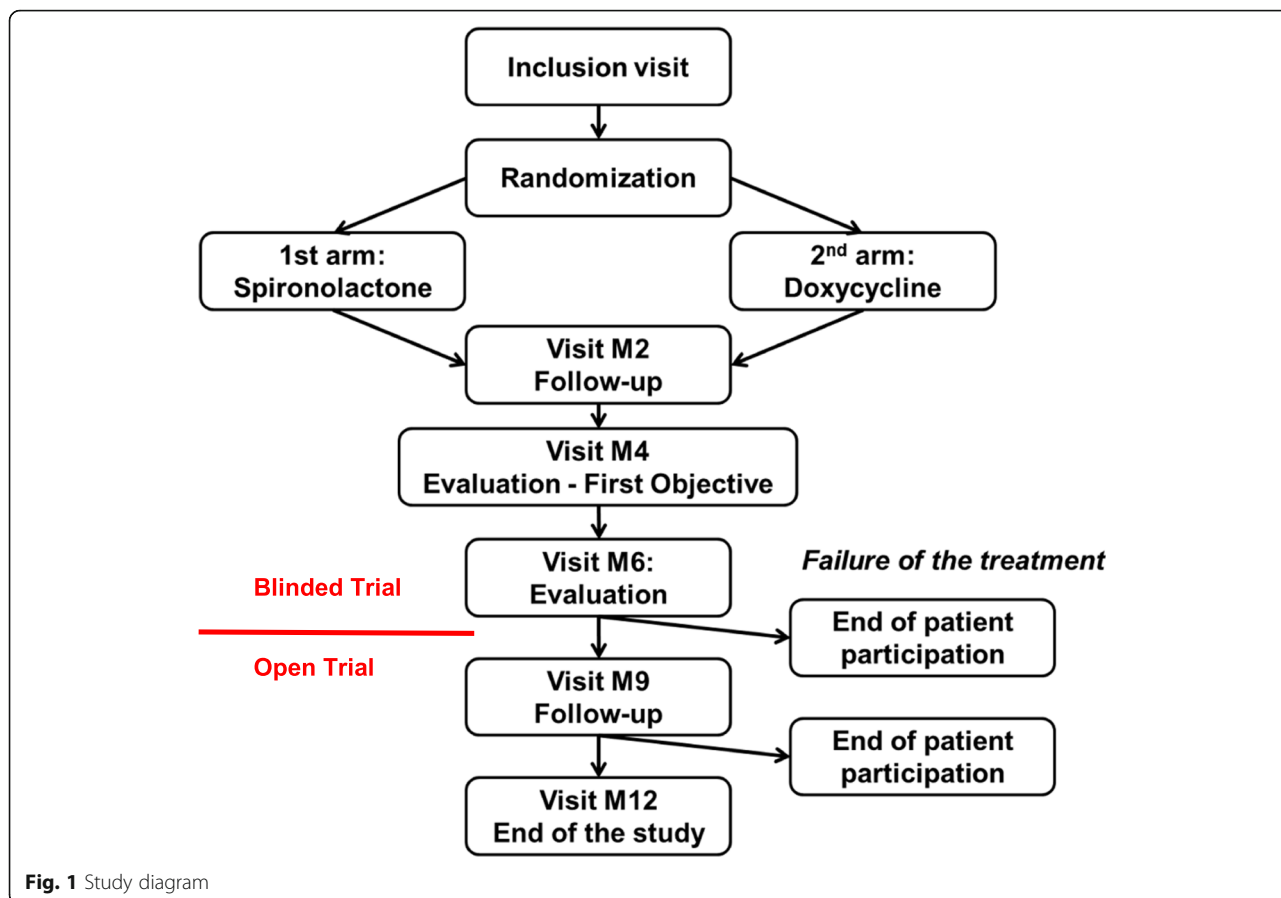 Inclusion visit
Randomization
1st arm:
Spironolactone
2nd arm:
Doxycycline
Visit M2
Follow-up
Visit M4
Evaluation - First Objective
Visit M6:
Evaluation
Failure of the treatment
Blinded Trial
End of patient
participation
Open Trial
Visit M9
Follow-up
End of patient
participation
Visit M12
End of the study
Fig. 1 Study diagram